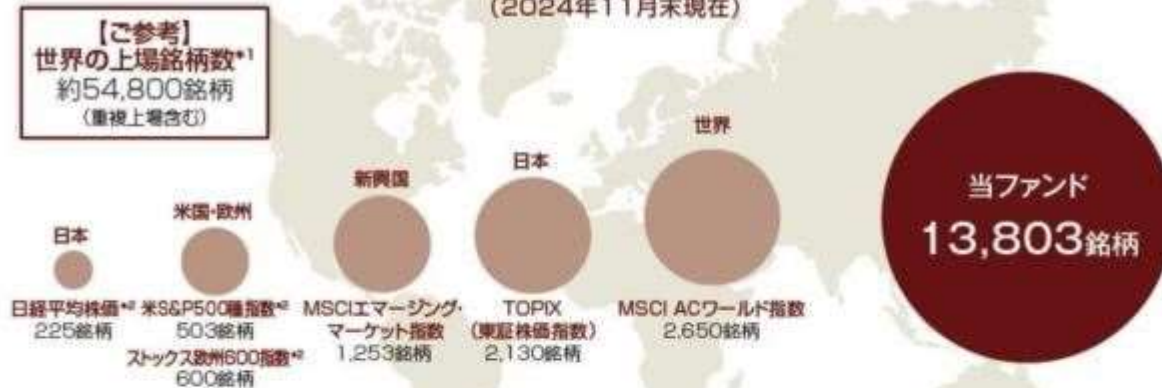 (2024年11月末現在)
【ご参考】
世界の上場銘柄数*1
約54,800銘柄
(重複上場含む)
日本
日経平均株価*2
225銘柄
米国・欧州
米S&P500種指数*2
503銘柄
ストックス欧州600指数*2
600銘柄
新興国
MSCIエマージング・
マーケット指数
1,253銘柄
日本
TOPIX
(東証株価指数)
2,130銘柄
世界
MSCI ACワールド指数
2,650銘柄
当ファンド
13,803銘柄